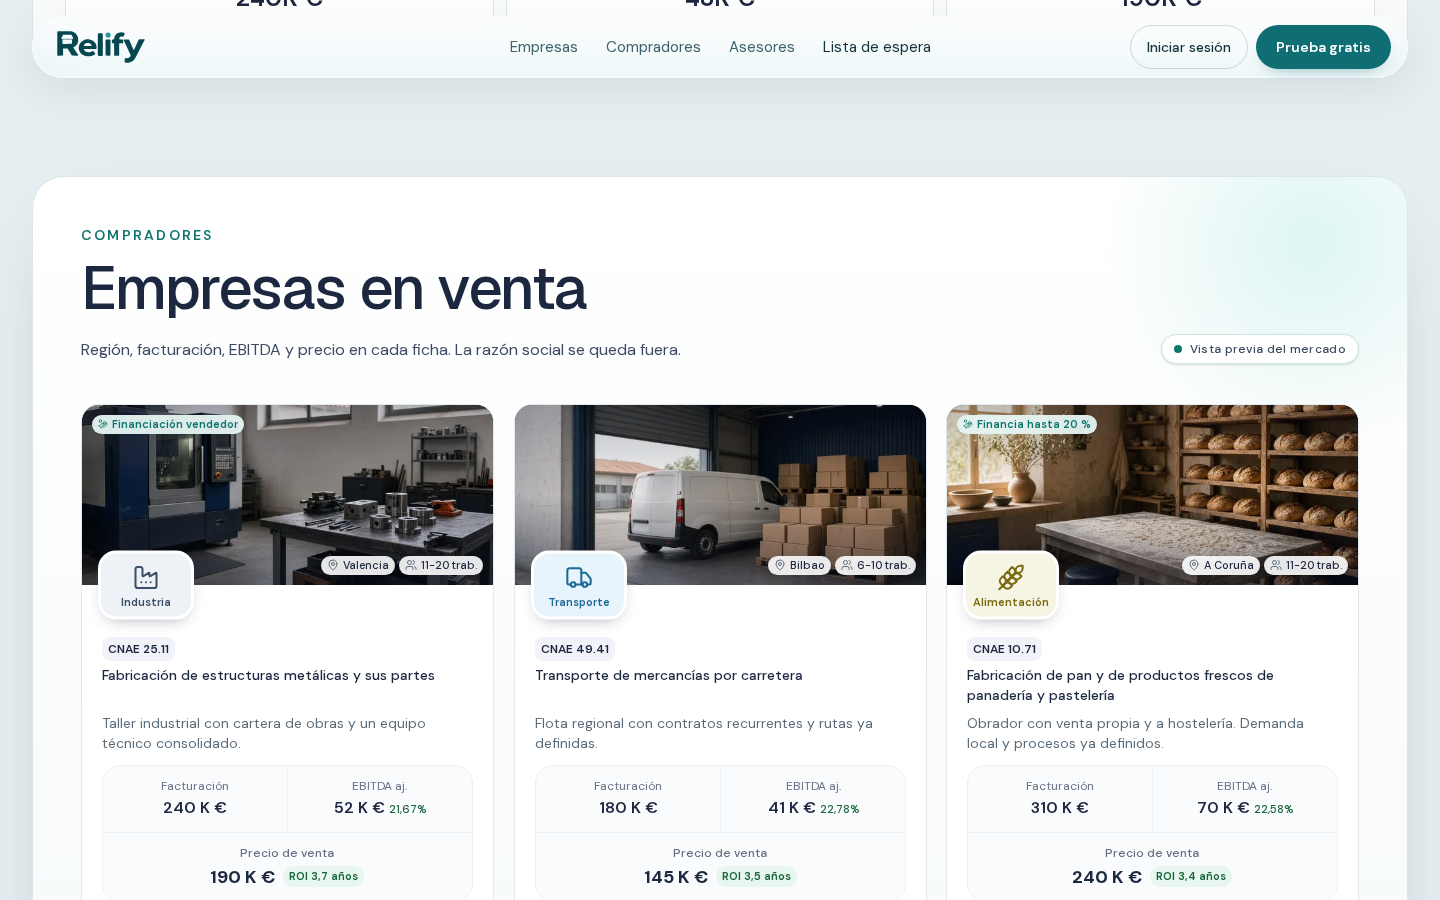 240K €
48K €
190K €
Relify
Empresas
Compradores
Asesores
Lista de espera
Iniciar sesión
Prueba gratis
COMPRADORES
Empresas en venta
Región, facturación, EBITDA y precio en cada ficha. La razón social se queda fuera.
Vista previa del mercado
Financiación vendedor
Valencia
11-20 trab.
Industria
CNAE 25.11
Fabricación de estructuras metálicas y sus partes
Taller industrial con cartera de obras y un equipo
técnico consolidado.
Facturación
240 K €
EBITDA aj.
52 K € 21,67%
Precio de venta
190 K €
ROI 3,7 años
Bilbao
6-10 trab.
Transporte
CNAE 49.41
Transporte de mercancías por carretera
Flota regional con contratos recurrentes y rutas ya
definidas.
Facturación
180 K €
EBITDA aj.
41 K € 22,78%
Precio de venta
145 K €
ROI 3,5 años
Financia hasta 20 %
A Coruña
11-20 trab.
Alimentación
CNAE 10.71
Fabricación de pan y de productos frescos de
panadería y pastelería
Obrador con venta propia y a hostelería. Demanda
local y procesos ya definidos.
Facturación
310 K €
EBITDA aj.
70 K € 22,58%
Precio de venta
240 K €
ROI 3,4 años